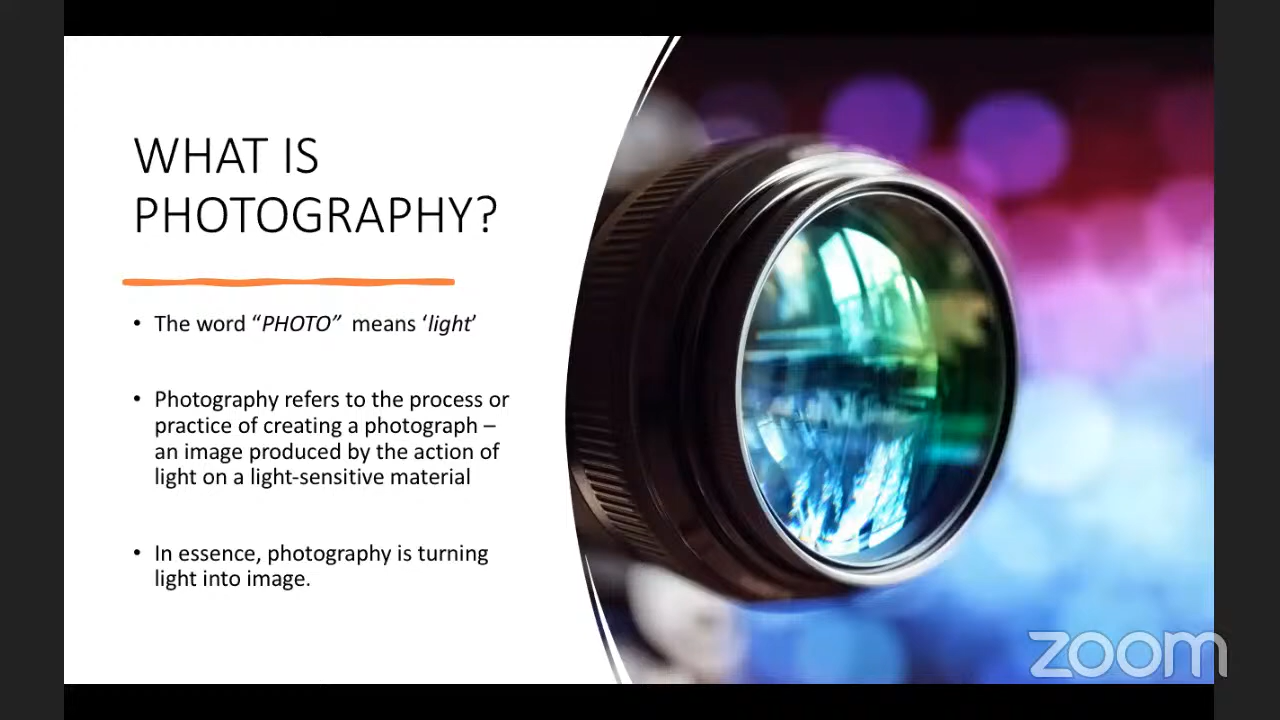 WHAT IS
PHOTOGRAPHY?
• The word “PHOTO”  means ‘light’
• Photography refers to the process or
practice of creating a photograph –
an image produced by the action of
light on a light-sensitive material
• In essence, photography is turning
light into image.
zoom